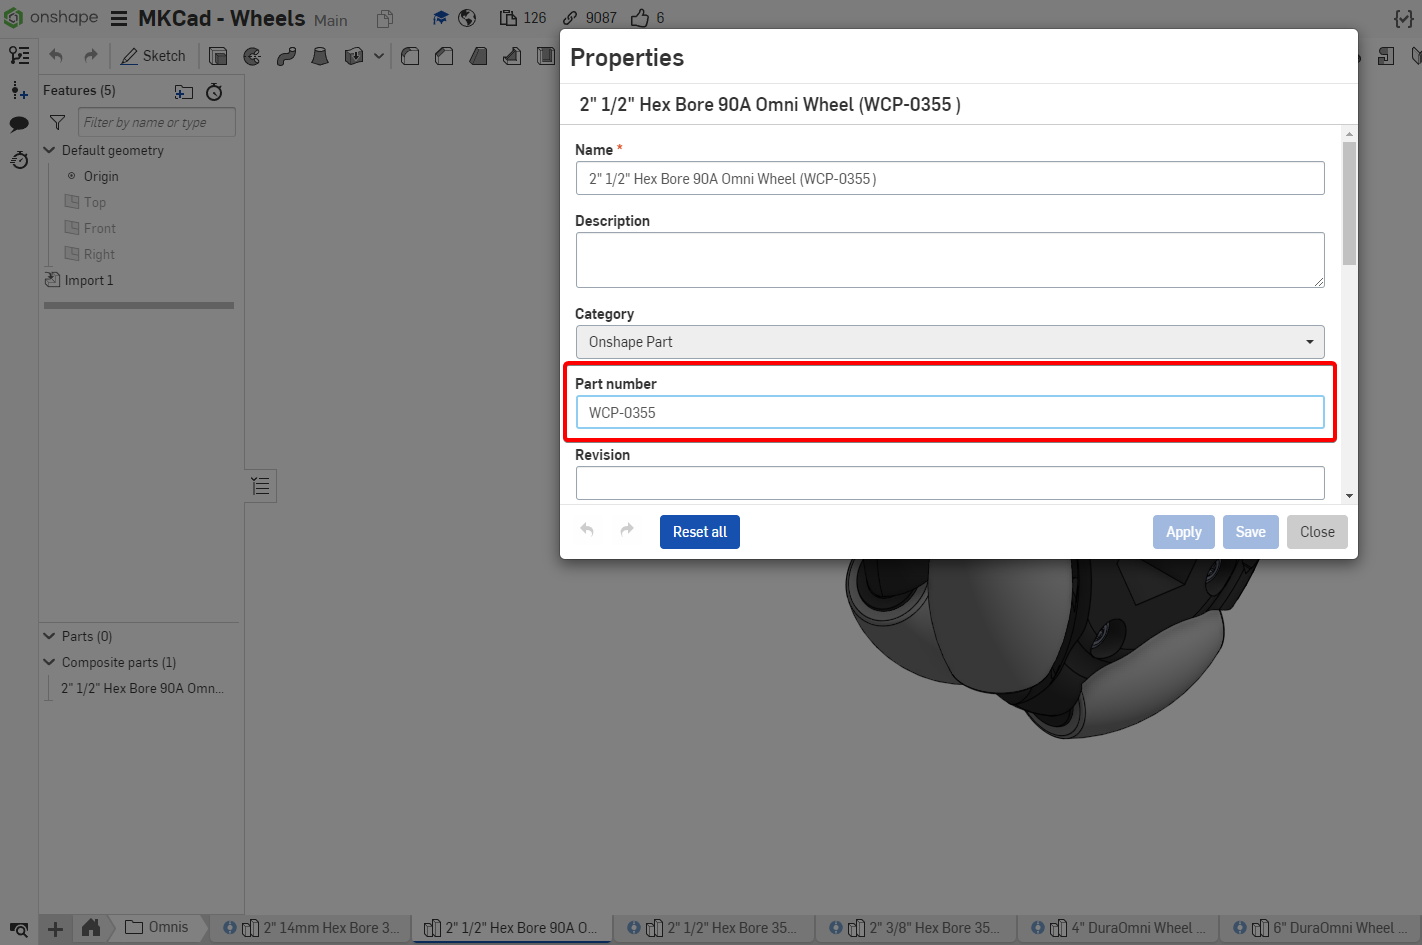 onshape MKCad - Wheels Main 126 9087 6
Sketch
Features (5)
Filter by name or type
Default geometry
Origin
Top
Front
Right
Import 1
Parts (0)
Composite parts (1)
2" 1/2" Hex Bore 90A Omn...
Properties
2" 1/2" Hex Bore 90A Omni Wheel (WCP-0355 )
Name *
2" 1/2" Hex Bore 90A Omni Wheel (WCP-0355 )
Description
Category
Onshape Part
Part number
WCP-0355
Revision
Reset all Apply Save Close
Omnis 2" 14mm Hex Bore 3... 2" 1/2" Hex Bore 90A O... 2" 1/2" Hex Bore 35... 2" 3/8" Hex Bore 35... 4" DuraOmni Wheel ... 6" DuraOmni Wheel ...